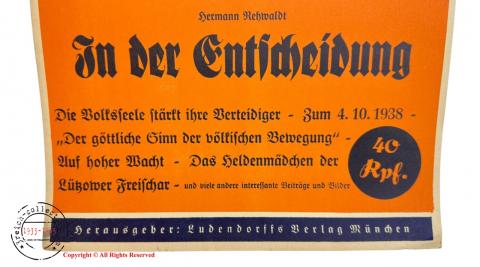 Hermann Rehwaldt
In der Entscheidung
Die Volksseele stärkt ihre Verteidiger - Zum 4. 10. 1938 -
„Der göttliche Sinn der völkischen Bewegung“ -
Auf hoher Wacht - Das Heldenmädchen der
Lützower Freischar - und viele andere interessante Beiträge und Bilder
40
Rpf.
Herausgeber: Ludendorffs Verlag München
Copyright © All Rights Reserved